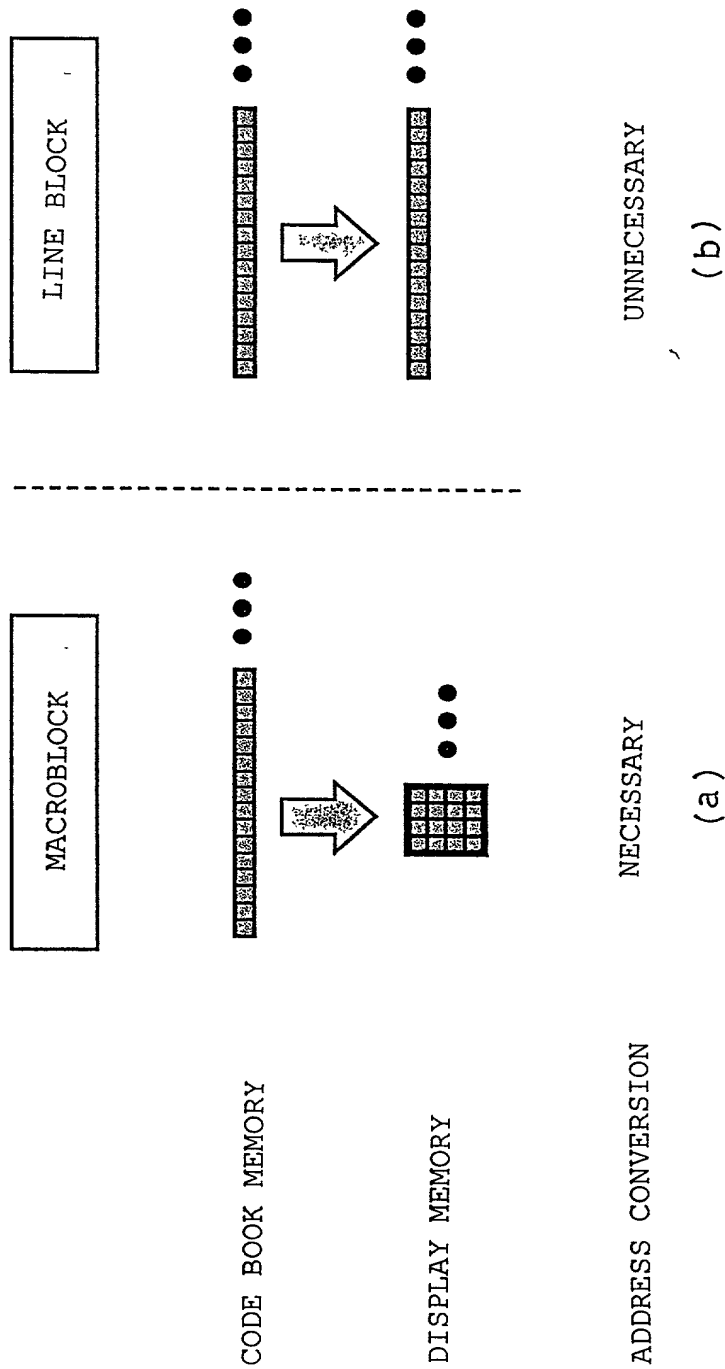 MACROBLOCK
LINE BLOCK
CODE BOOK MEMORY
DISPLAY MEMORY
ADDRESS CONVERSION
NECESSARY
UNNECESSARY
(a)
(b)